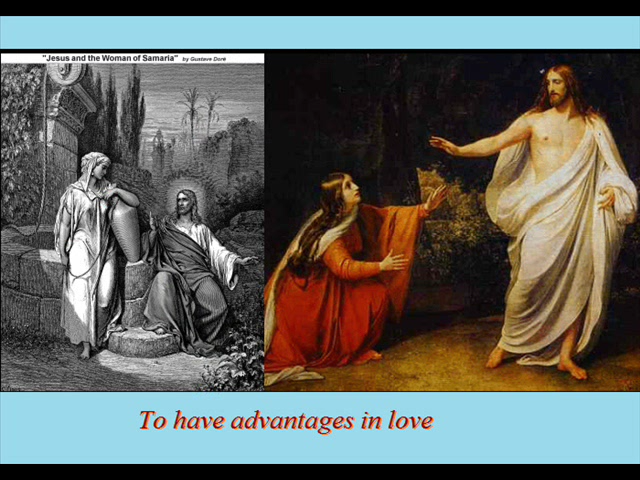 "Jesus and the Woman of Samaria" by Gustave Doré
To have advantages in love